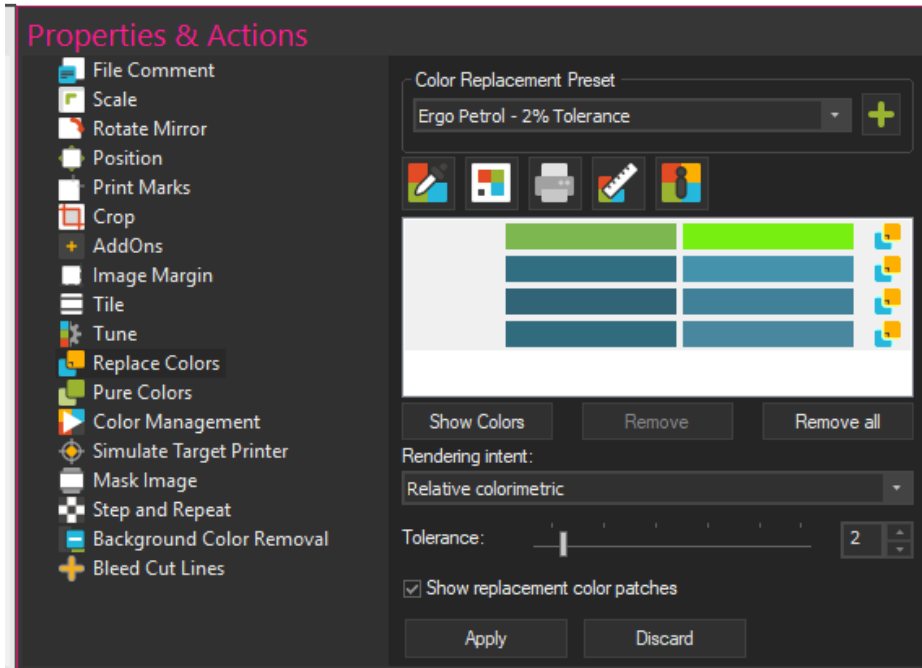 Properties & Actions
File Comment
Scale
Rotate Mirror
Position
Print Marks
Crop
AddOns
Image Margin
Tile
Tune
Replace Colors
Pure Colors
Color Management
Simulate Target Printer
Mask Image
Step and Repeat
Background Color Removal
Bleed Cut Lines
Color Replacement Preset
Ergo Petrol - 2% Tolerance
Show Colors Remove Remove all
Rendering intent:
Relative colorimetric
Tolerance: 2
Show replacement color patches
Apply Discard